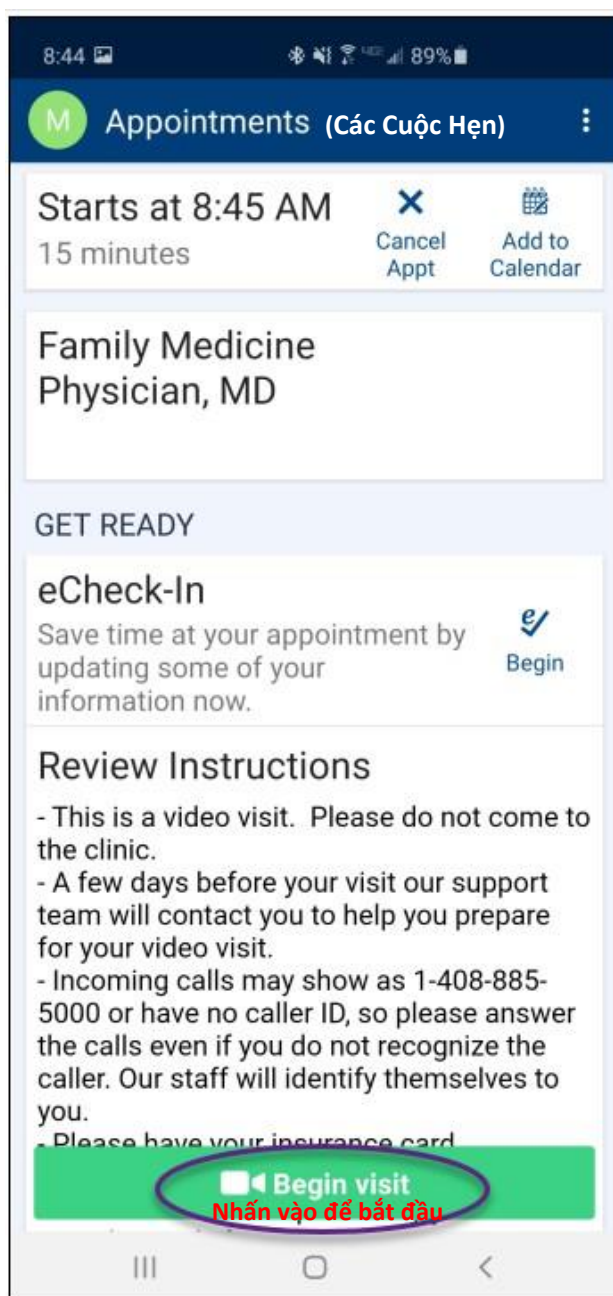 8:44 89%
M Appointments (Các Cuộc Hẹn)
Starts at 8:45 AM
15 minutes
Cancel
Appt
Add to
Calendar
Family Medicine
Physician, MD
GET READY
eCheck-In
Save time at your appointment by
updating some of your
information now.
Begin
Review Instructions
- This is a video visit. Please do not come to
the clinic.
- A few days before your visit our support
team will contact you to help you prepare
for your video visit.
- Incoming calls may show as 1-408-885-
5000 or have no caller ID, so please answer
the calls even if you do not recognize the
caller. Our staff will identify themselves to
you.
- Please have your insurance card
Begin visit
Nhấn vào để bắt đầu